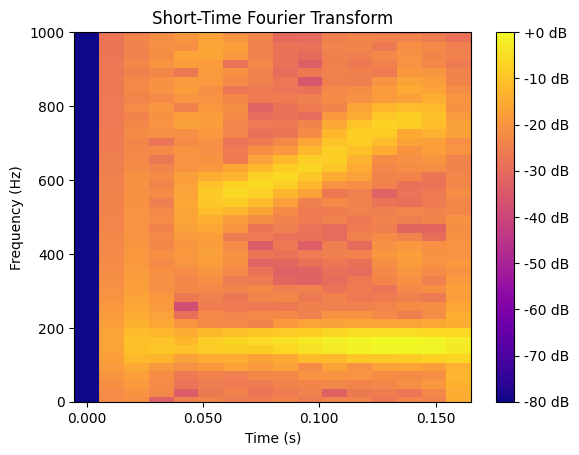 Short-Time Fourier Transform
Frequency (Hz)
1000
800
600
400
200
0
0.000
0.050
0.100
0.150
Time (s)
+0 dB
-10 dB
-20 dB
-30 dB
-40 dB
-50 dB
-60 dB
-70 dB
-80 dB